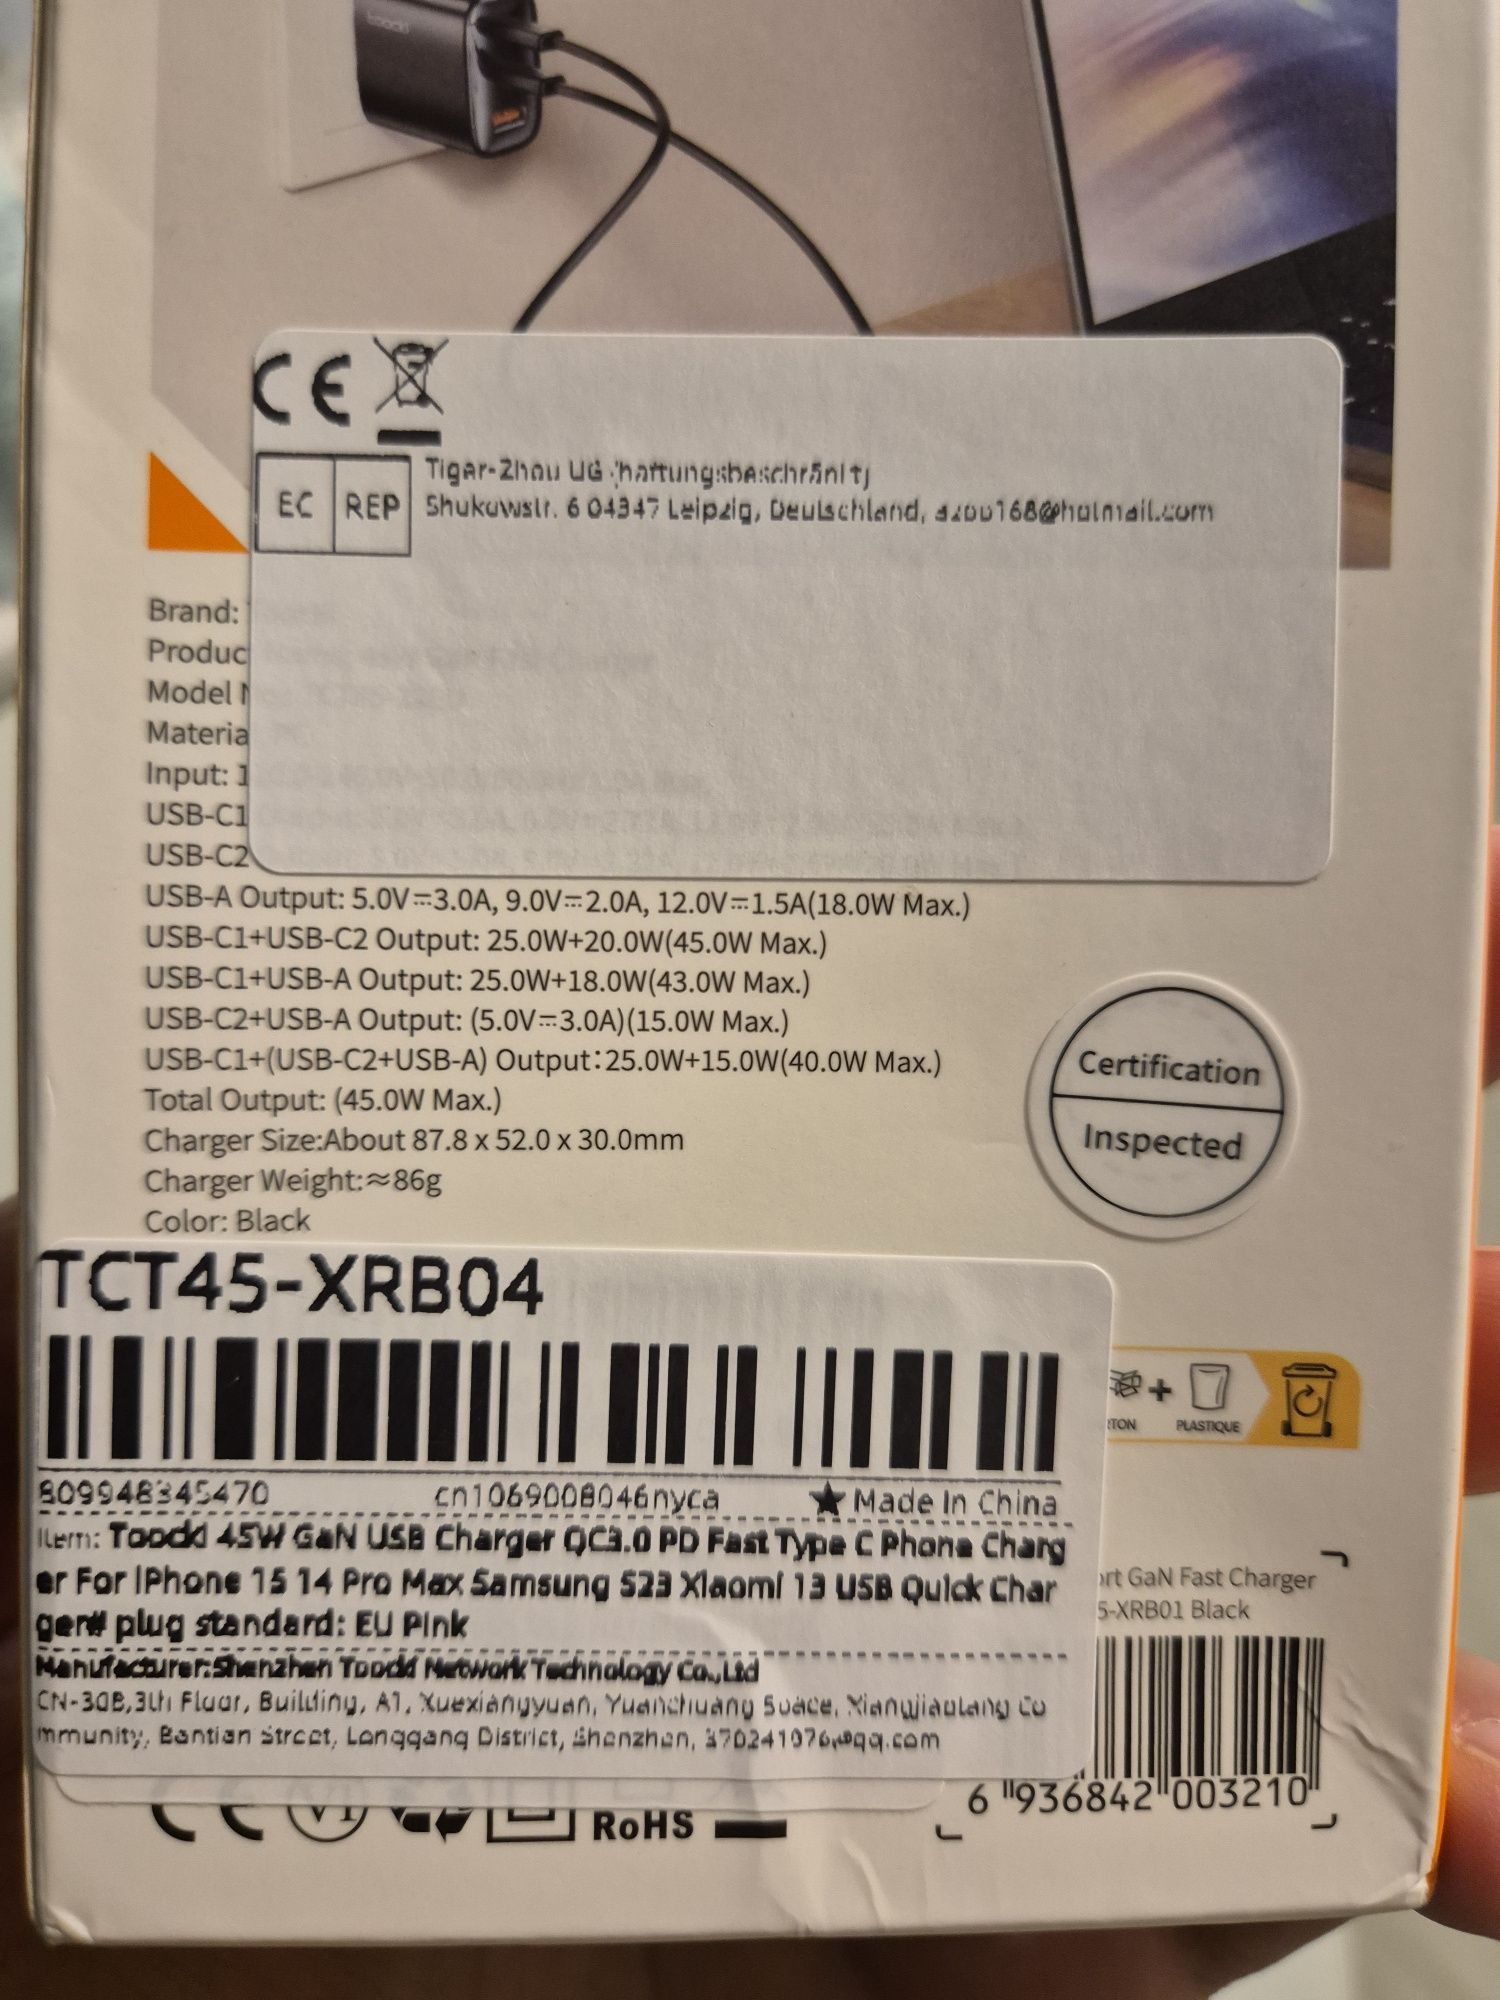 toocki
CE
EC REP
Tiger-Zhou UG
Shukowstr. 6 04347 Leipzig, Deutschland,
Brand:
Produc
Model N
Materia
Input: 1
USB-C1
USB-C2
USB-A Output: 5.0V⎓3.0A, 9.0V⎓2.0A, 12.0V⎓1.5A(18.0W Max.)
USB-C1+USB-C2 Output: 25.0W+20.0W(45.0W Max.)
USB-C1+USB-A Output: 25.0W+18.0W(43.0W Max.)
USB-C2+USB-A Output: (5.0V⎓3.0A)(15.0W Max.)
USB-C1+(USB-C2+USB-A) Output:25.0W+15.0W(40.0W Max.)
Total Output: (45.0W Max.)
Charger Size:About 87.8 x 52.0 x 30.0mm
Charger Weight:≈86g
Color: Black
Certification
Inspected
TCT45-XRB04
RTON + PLASTIQUE
809948345470 cn1069008046nyca ★ Made In China
Item: Toocki 45W GaN USB Charger QC3.0 PD Fast Type C Phone Charg
er For iPhone 15 14 Pro Max Samsung S23 Xiaomi 13 USB Quick Char
ger# plug standard: EU Pink
Manufacturer:Shenzhen Toocki Network Technology Co.,Ltd
CN-308,3th Floor, Building, A1, Xuexiangyuan, Yuanchuang Space, Xiangjiaotang Co
mmunity, Bantian Street, Longgang District, Shenzhen, 370241076@qq.com
ort GaN Fast Charger
5-XRB01 Black
6 936842 003210
CE VI RoHS